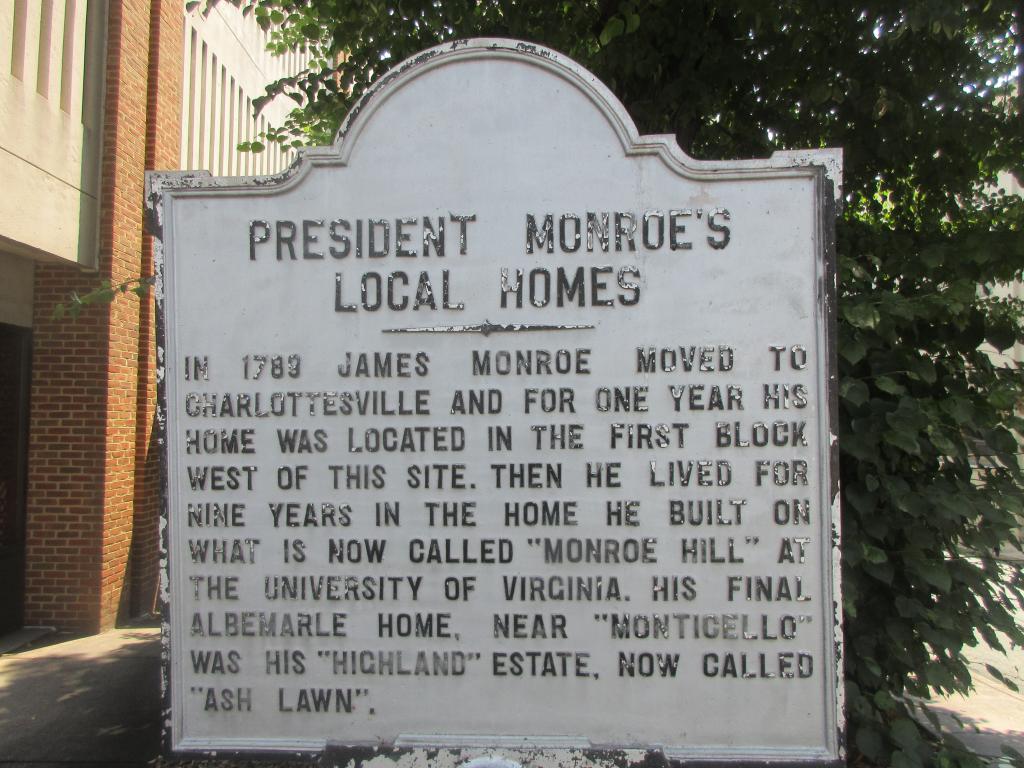 PRESIDENT MONROE'S
LOCAL HOMES
IN 1789 JAMES MONROE MOVED TO
CHARLOTTESVILLE AND FOR ONE YEAR HIS
HOME WAS LOCATED IN THE FIRST BLOCK
WEST OF THIS SITE. THEN HE LIVED FOR
NINE YEARS IN THE HOME HE BUILT ON
WHAT IS NOW CALLED "MONROE HILL" AT
THE UNIVERSITY OF VIRGINIA. HIS FINAL
ALBEMARLE HOME, NEAR "MONTICELLO"
WAS HIS "HIGHLAND" ESTATE, NOW CALLED
"ASH LAWN".